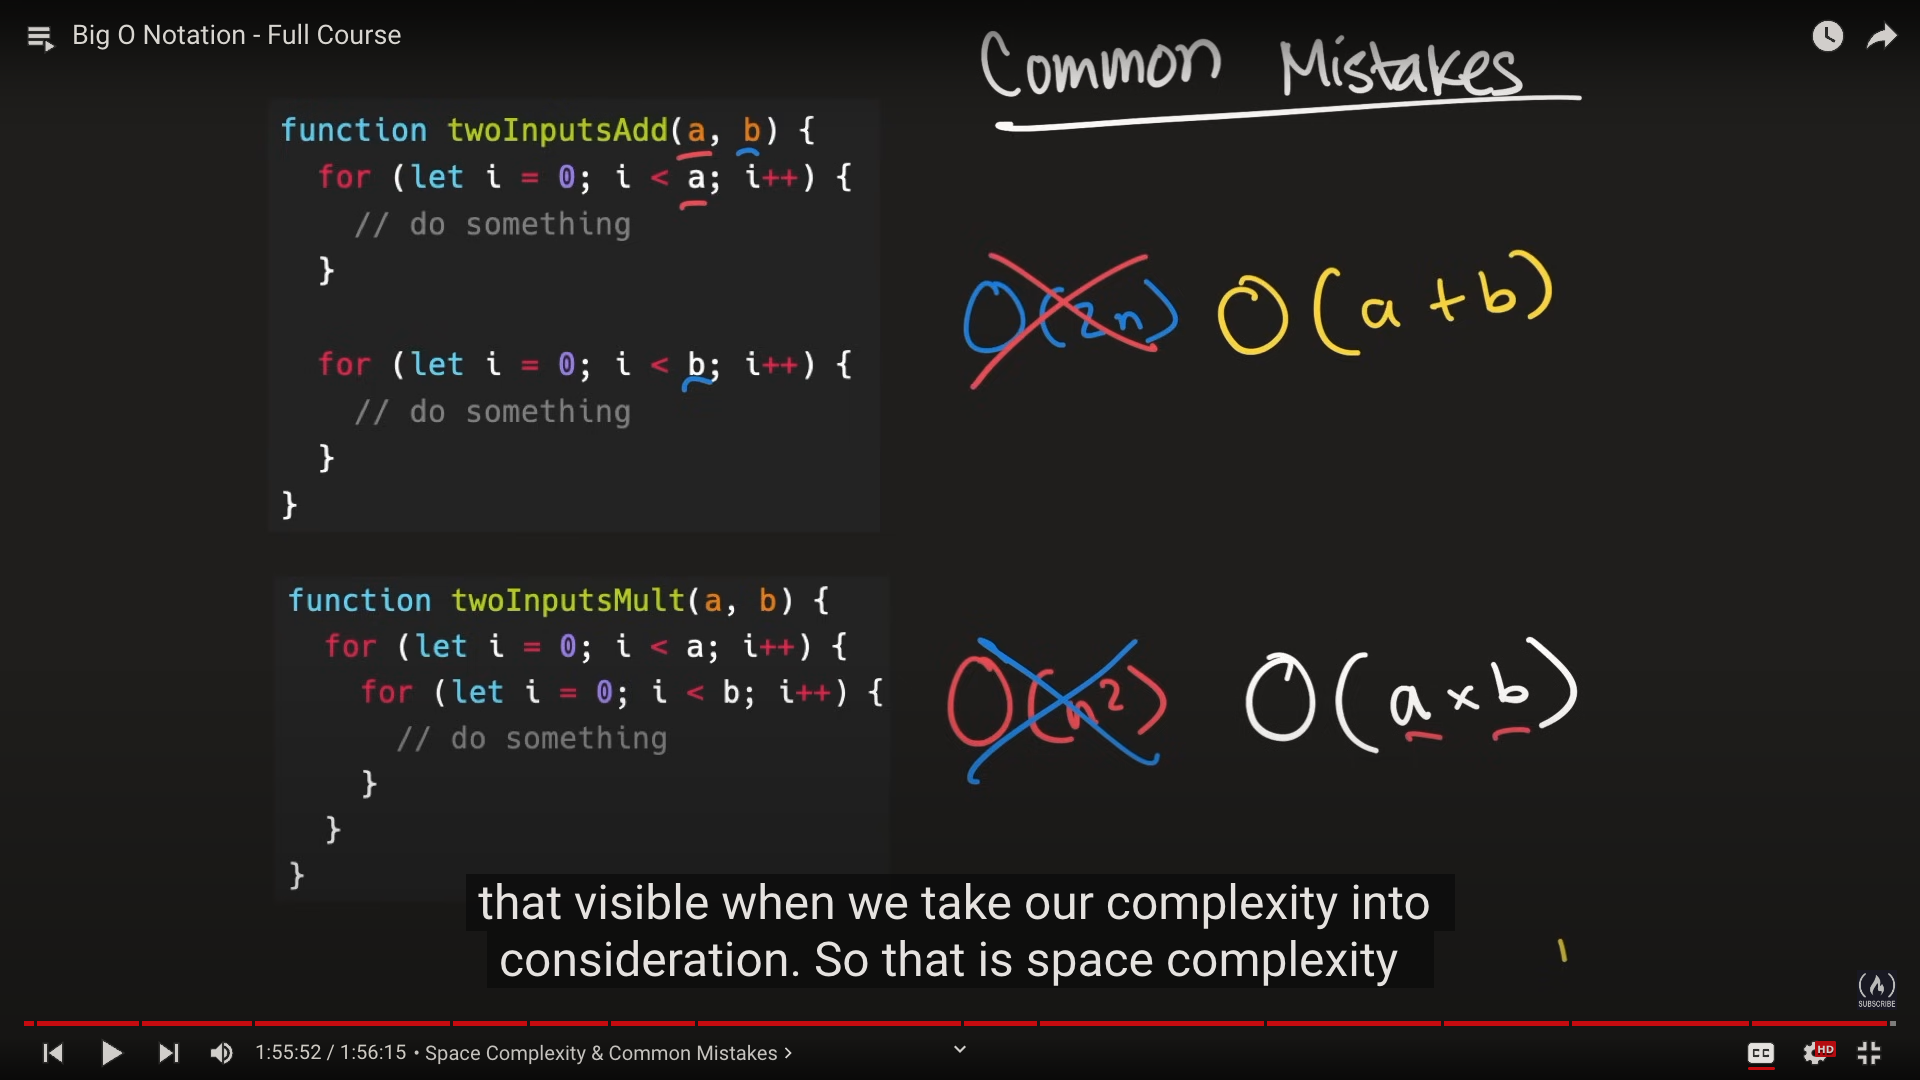 Big O Notation - Full Course
Common Mistakes
function twoInputsAdd(a, b) {
for (let i = 0; i < a; i++) {
// do something
}
for (let i = 0; i < b; i++) {
// do something
}
}
O(2n) O(a + b)
function twoInputsMult(a, b) {
for (let i = 0; i < a; i++) {
for (let i = 0; i < b; i++) {
// do something
}
}
}
O(n²) O(a × b)
that visible when we take our complexity into
consideration. So that is space complexity
SUBSCRIBE
1:55:52 / 1:56:15 • Space Complexity & Common Mistakes >
CC
HD